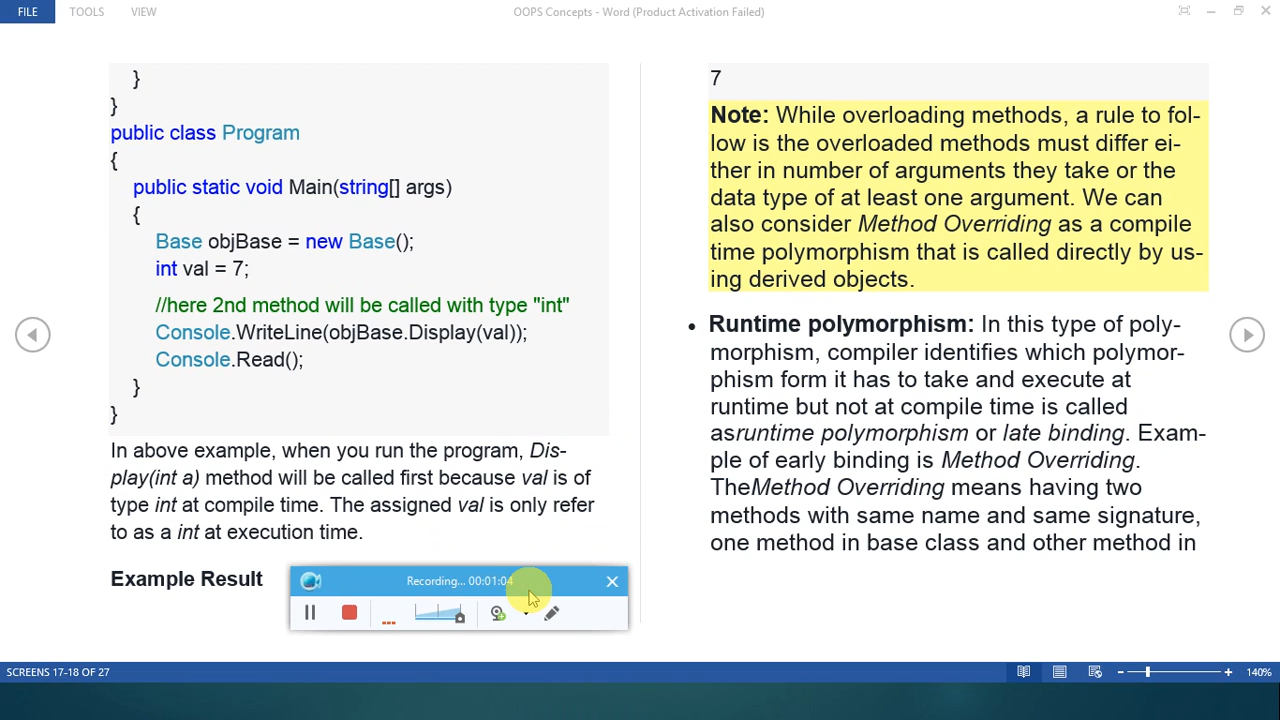 FILE TOOLS VIEW OOPS Concepts - Word (Product Activation Failed)
}
}
public class Program
{
public static void Main(string[] args)
{
Base objBase = new Base();
int val = 7;
//here 2nd method will be called with type "int"
Console.WriteLine(objBase.Display(val));
Console.Read();
}
}
In above example, when you run the program, Dis-
play(int a) method will be called first because val is of
type int at compile time. The assigned val is only refer
to as a int at execution time.
Example Result
Recording... 00:01:04
7
Note: While overloading methods, a rule to fol-
low is the overloaded methods must differ ei-
ther in number of arguments they take or the
data type of at least one argument. We can
also consider Method Overriding as a compile
time polymorphism that is called directly by us-
ing derived objects.
• Runtime polymorphism: In this type of poly-
morphism, compiler identifies which polymor-
phism form it has to take and execute at
runtime but not at compile time is called
asruntime polymorphism or late binding. Exam-
ple of early binding is Method Overriding.
TheMethod Overriding means having two
methods with same name and same signature,
one method in base class and other method in
SCREENS 17-18 OF 27 140%